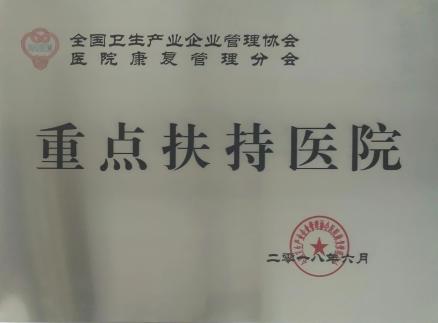 全国卫生产业企业管理协会
医院康复管理分会
重点扶持医院
二零一八年六月